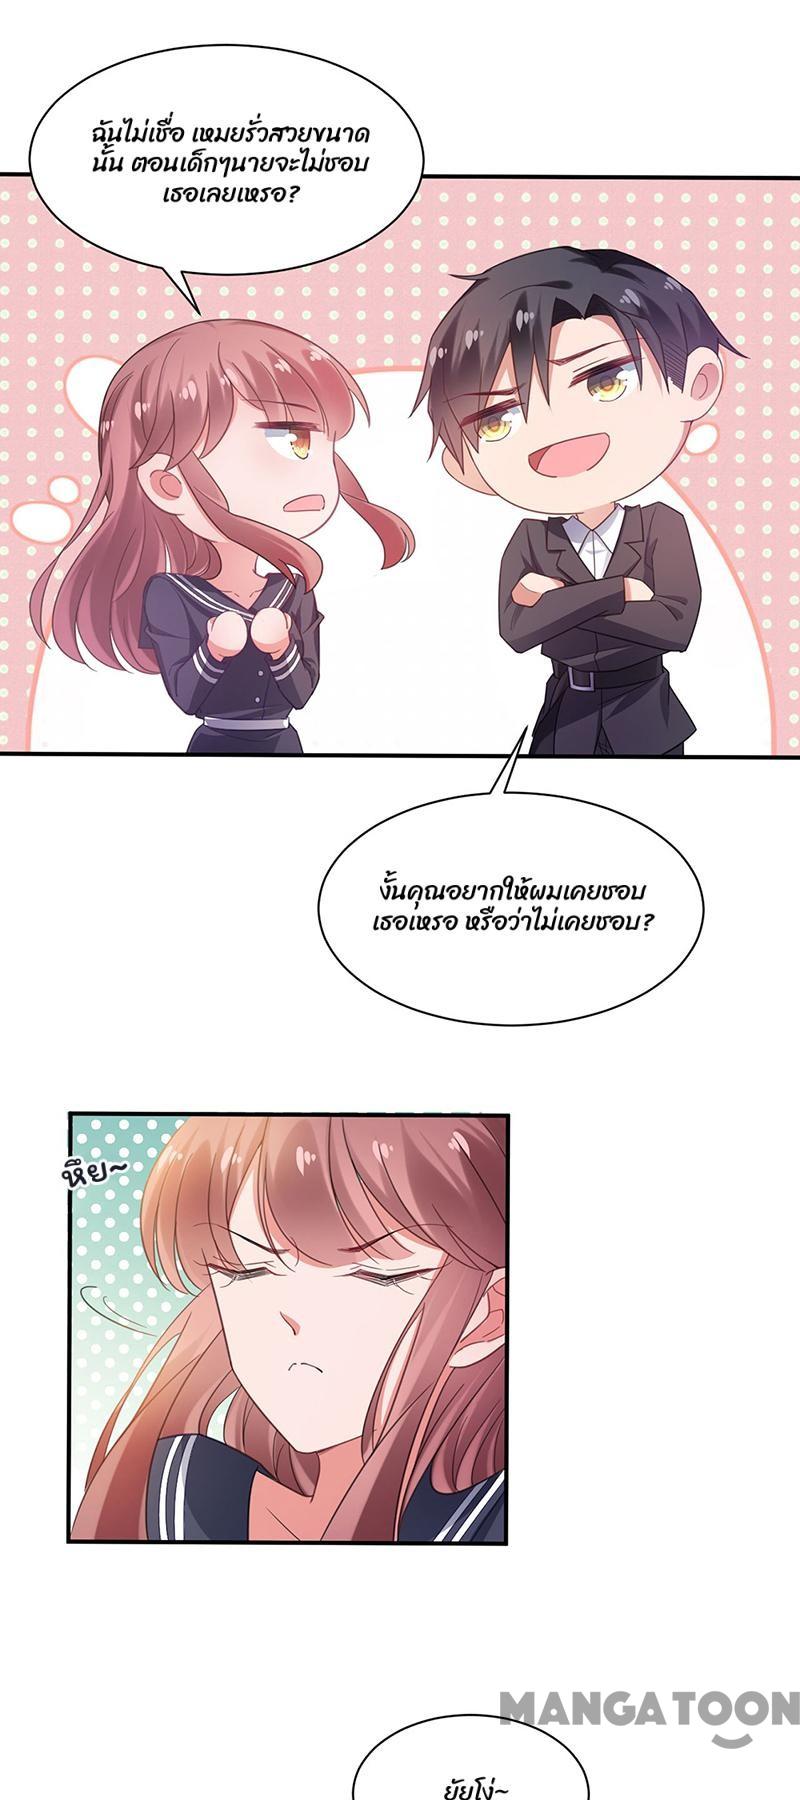 ฉันไม่เชื่อ เหมยรั่วสวยขนาด
นั้น ตอนเด็กๆนายจะไม่ชอบ
เธอเลยเหรอ?
งั้นคุณอยากให้ผมเคยชอบ
เธอเหรอ หรือว่าไม่เคยชอบ?
หึย~
MANGATOON
ยัยโง่~